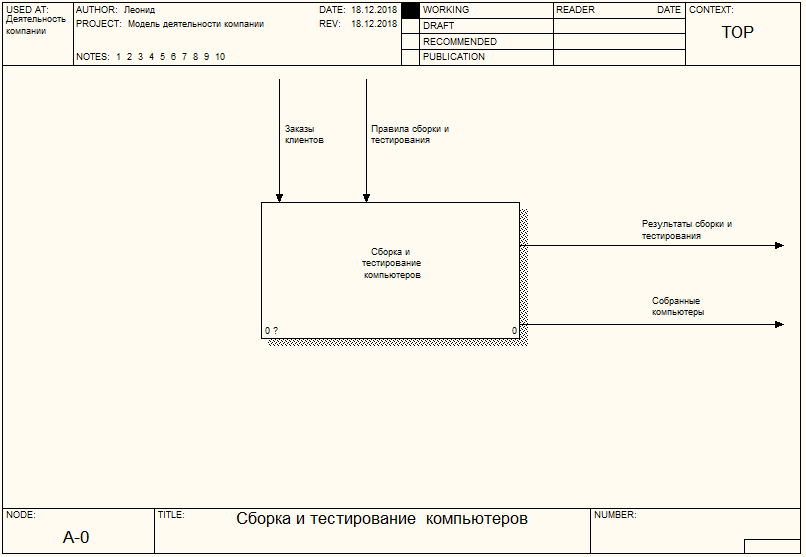 USED AT:
Деятельность
компании
AUTHOR: Леонид
DATE: 18.12.2018
PROJECT: Модель деятельности компании
REV: 18.12.2018
NOTES: 1 2 3 4 5 6 7 8 9 10
WORKING
DRAFT
RECOMMENDED
PUBLICATION
READER
DATE
CONTEXT:
TOP
Заказы
клиентов
Правила сборки и
тестирования
Сборка и
тестирование
компьютеров
0 ?
0
Результаты сборки и
тестирования
Собранные
компьютеры
NODE:
A-0
TITLE:
Сборка и тестирование компьютеров
NUMBER: